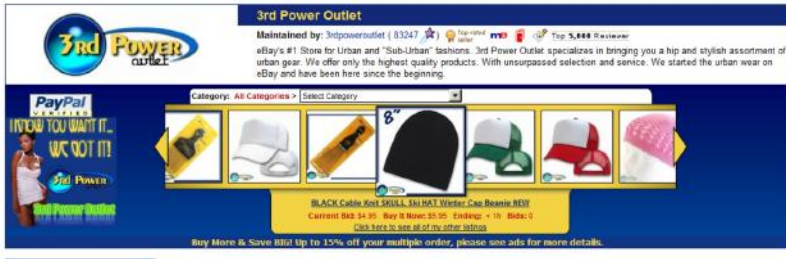 3rd Power Outlet
3RD POWER
outlet
Maintained by: 3rdpoweroutlet ( 83247 ) Top-rated seller me Top 5,000 Reviewer
eBay's #1 Store for Urban and "Sub-Urban" fashions. 3rd Power Outlet specializes in bringing you a hip and stylish assortment of
urban gear. We offer only the highest quality products. With unsurpassed selection and service. We started the urban wear on
eBay and have been here since the beginning.
Category: All Categories > Select Category
PayPal
VERIFIED
I KNOW YOU WANT IT...
WE GOT IT!
3rd Power
3rd Power Outlet
8"
BLACK Cable Knit SKULL Ski HAT Winter Cap Beanie NEW
Current Bid: $4.95 Buy It Now: $5.95 Ending: < 1h Bids: 0
Click here to see all of my other listings
Buy More & Save BIG! Up to 15% off your multiple order, please see ads for more details.